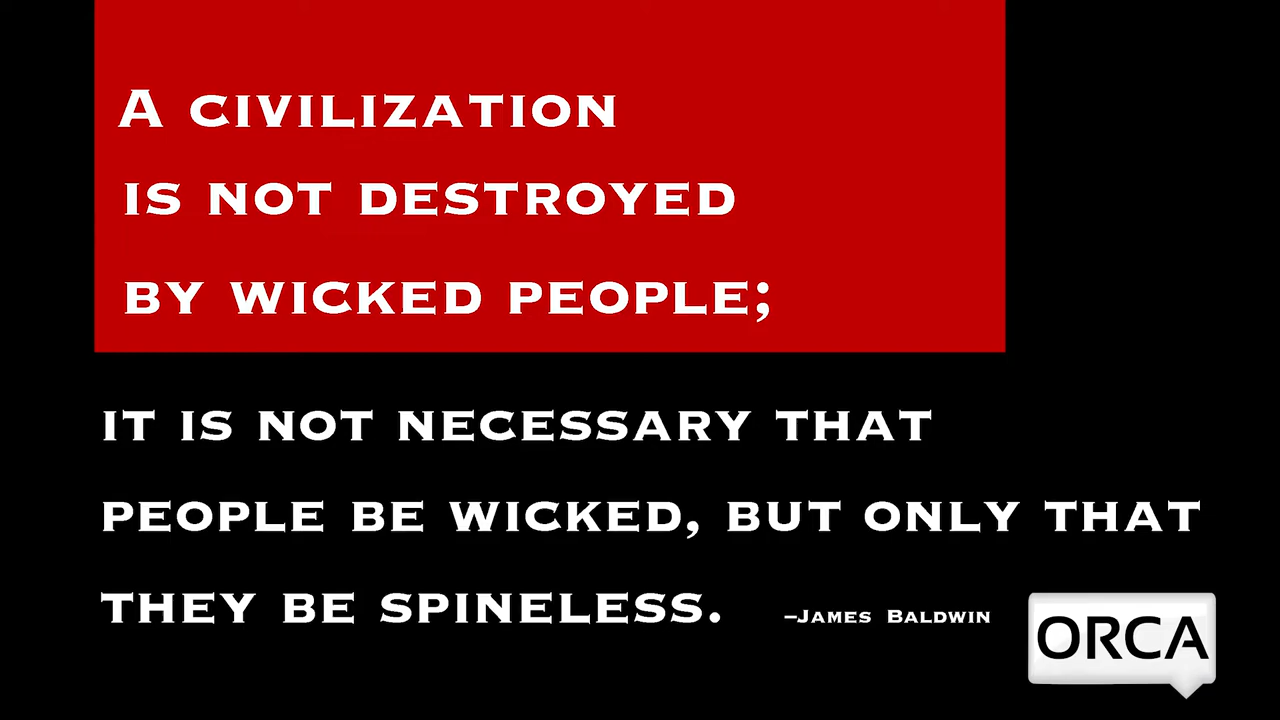 A CIVILIZATION
IS NOT DESTROYED
BY WICKED PEOPLE;
IT IS NOT NECESSARY THAT
PEOPLE BE WICKED, BUT ONLY THAT
THEY BE SPINELESS. –JAMES BALDWIN
ORCA